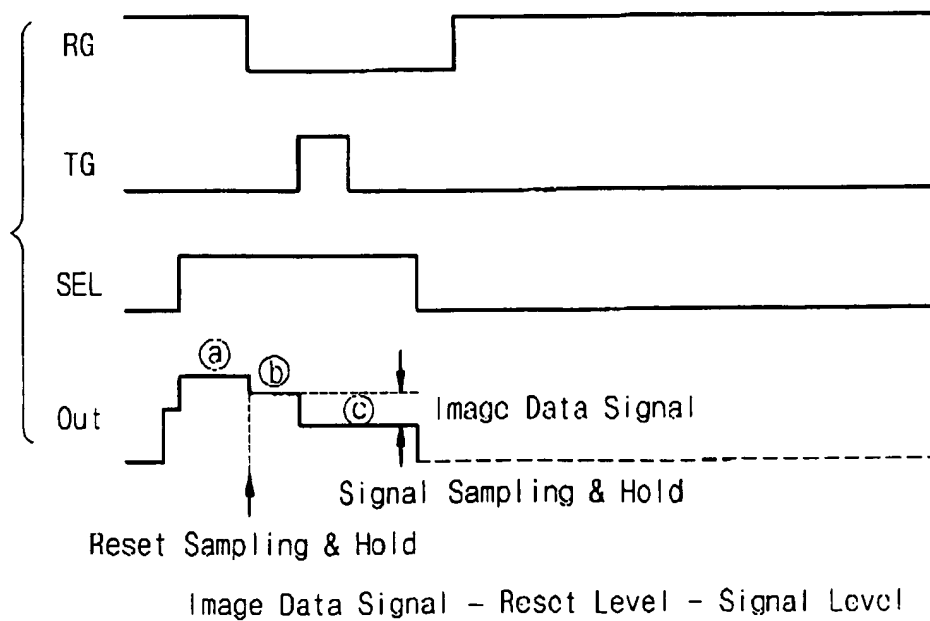 RG
TG
SEL
ⓐ
ⓑ
ⓒ
Image Data Signal
Out
Signal Sampling & Hold
Reset Sampling & Hold
Image Data Signal – Reset Level – Signal Level